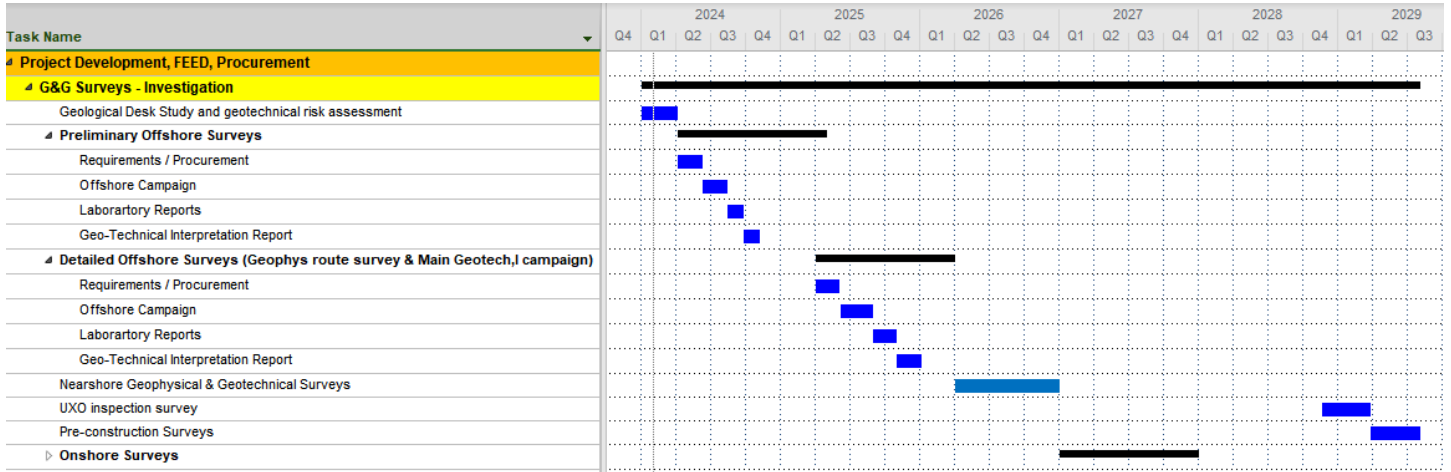 2024 2025 2026 2027 2028 2029
Task Name Q4 Q1 Q2 Q3 Q4 Q1 Q2 Q3 Q4 Q1 Q2 Q3 Q4 Q1 Q2 Q3 Q4 Q1 Q2 Q3 Q4 Q1 Q2 Q3
Project Development, FEED, Procurement
G&G Surveys - Investigation
Geological Desk Study and geotechnical risk assessment
Preliminary Offshore Surveys
Requirements / Procurement
Offshore Campaign
Laborartory Reports
Geo-Technical Interpretation Report
Detailed Offshore Surveys (Geophys route survey & Main Geotech,l campaign)
Requirements / Procurement
Offshore Campaign
Laborartory Reports
Geo-Technical Interpretation Report
Nearshore Geophysical & Geotechnical Surveys
UXO inspection survey
Pre-construction Surveys
Onshore Surveys